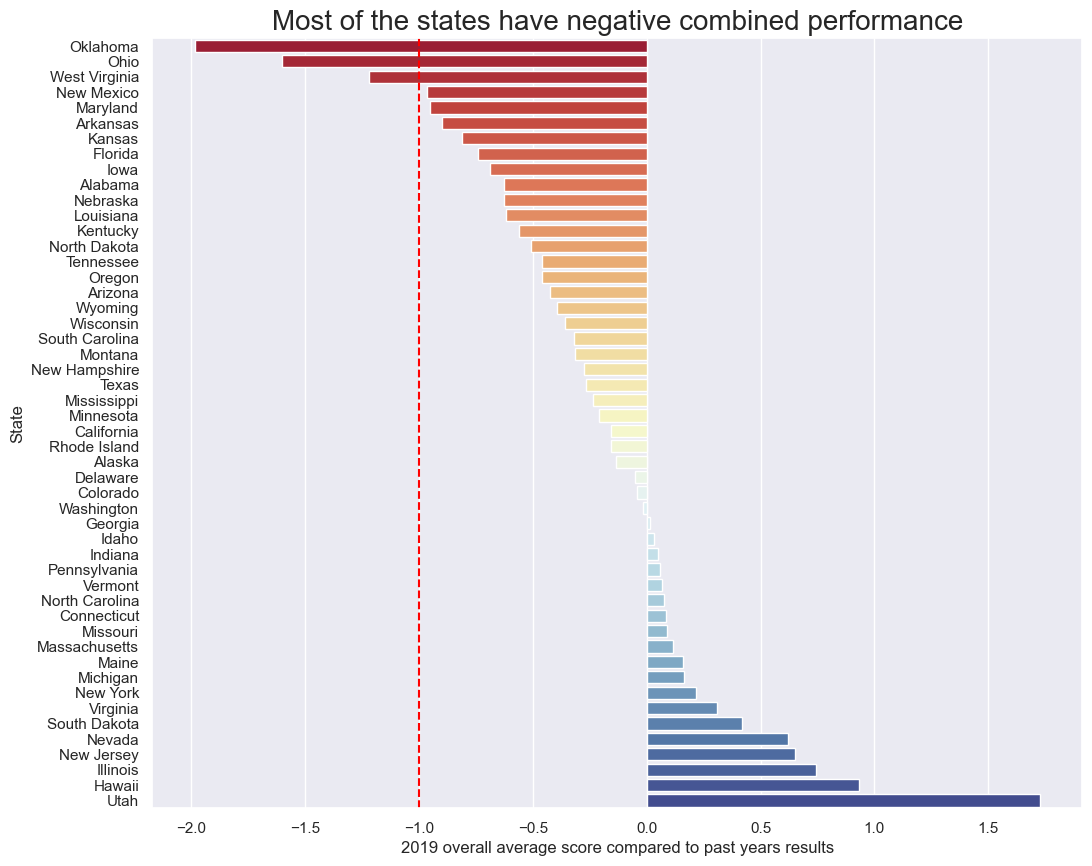 Most of the states have negative combined performance
Oklahoma
Ohio
West Virginia
New Mexico
Maryland
Arkansas
Kansas
Florida
Iowa
Alabama
Nebraska
Louisiana
Kentucky
North Dakota
Tennessee
Oregon
Arizona
Wyoming
Wisconsin
South Carolina
Montana
New Hampshire
Texas
Mississippi
Minnesota
California
Rhode Island
Alaska
Delaware
Colorado
Washington
Georgia
Idaho
Indiana
Pennsylvania
Vermont
North Carolina
Connecticut
Missouri
Massachusetts
Maine
Michigan
New York
Virginia
South Dakota
Nevada
New Jersey
Illinois
Hawaii
Utah
State
−2.0 −1.5 −1.0 −0.5 0.0 0.5 1.0 1.5
2019 overall average score compared to past years results